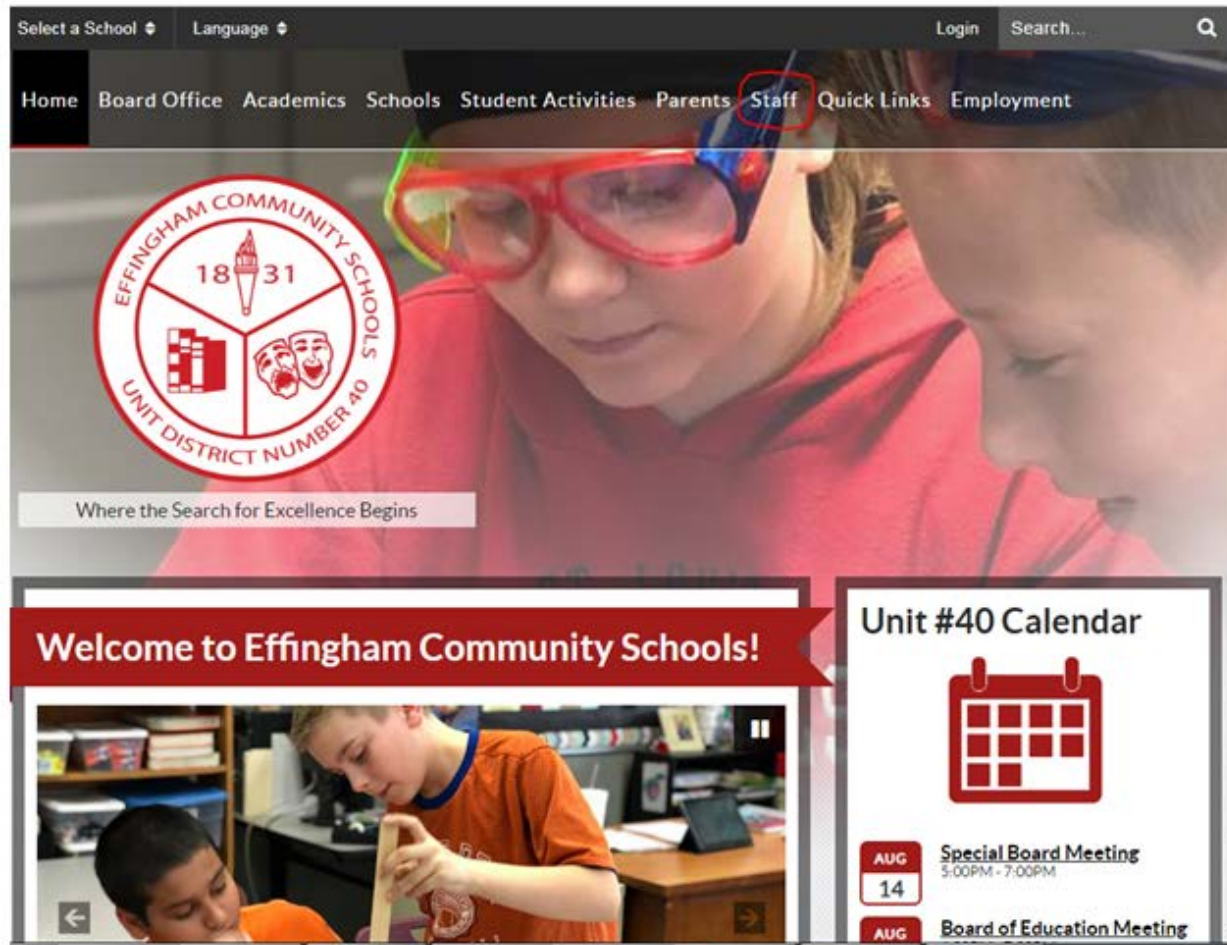 Select a School Language Login Search...
Home Board Office Academics Schools Student Activities Parents Staff Quick Links Employment
EFFINGHAM COMMUNITY SCHOOLS
18 31
UNIT DISTRICT NUMBER 40
Where the Search for Excellence Begins
Welcome to Effingham Community Schools!
Unit #40 Calendar
AUG
14
Special Board Meeting
5:00PM - 7:00PM
AUG
Board of Education Meeting